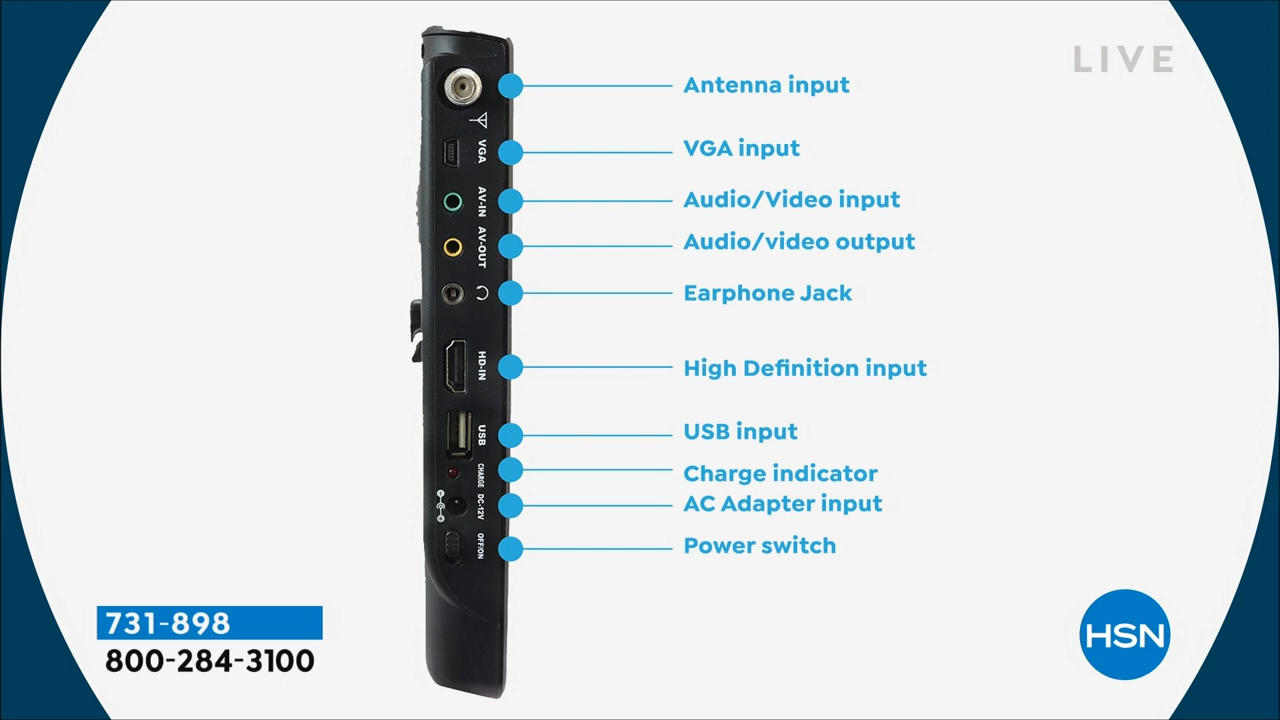 LIVE
Antenna input
VGA
VGA input
AV-IN
Audio/Video input
AV-OUT
Audio/video output
Earphone Jack
HD-IN
High Definition input
USB
USB input
CHARGE
Charge indicator
DC-12V
AC Adapter input
OFF/ON
Power switch
731-898
800-284-3100
HSN